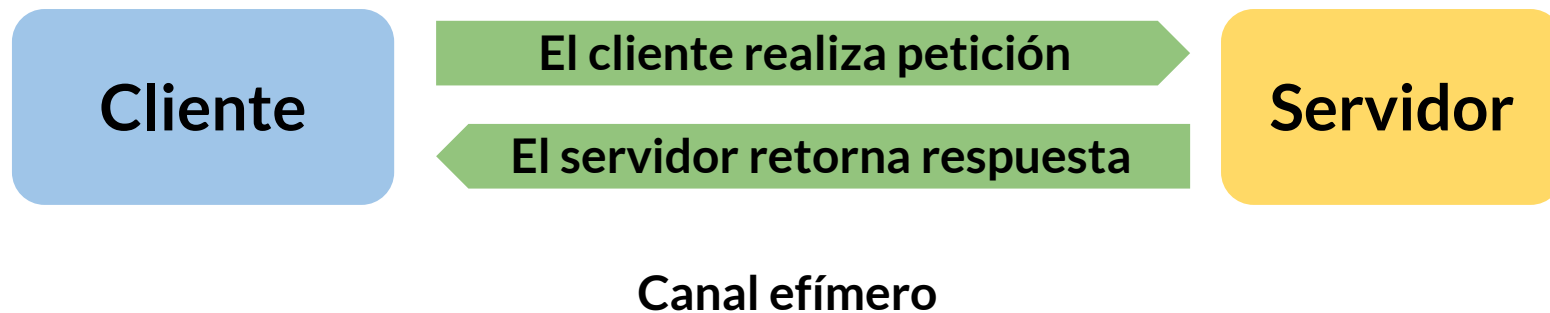 Cliente
El cliente realiza petición
El servidor retorna respuesta
Servidor
Canal efímero